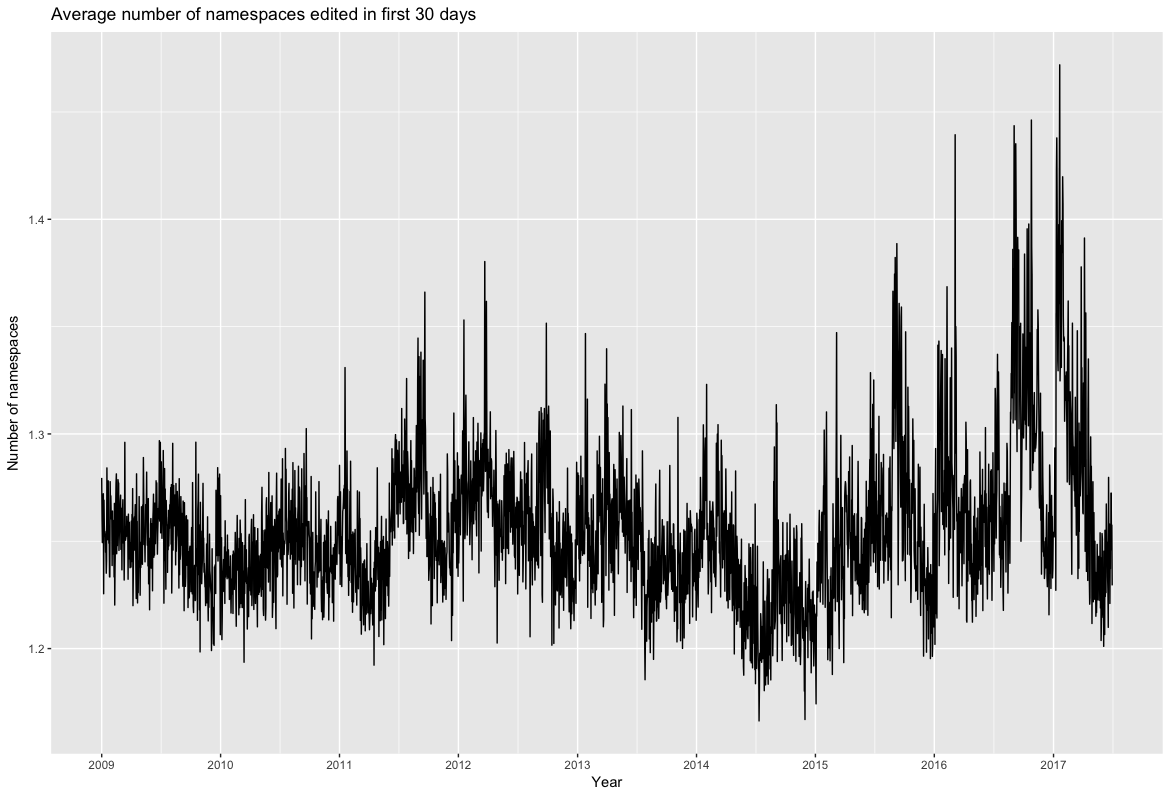 Average number of namespaces edited in first 30 days
Number of namespaces
1.4
1.3
1.2
2009 2010 2011 2012 2013 2014 2015 2016 2017
Year